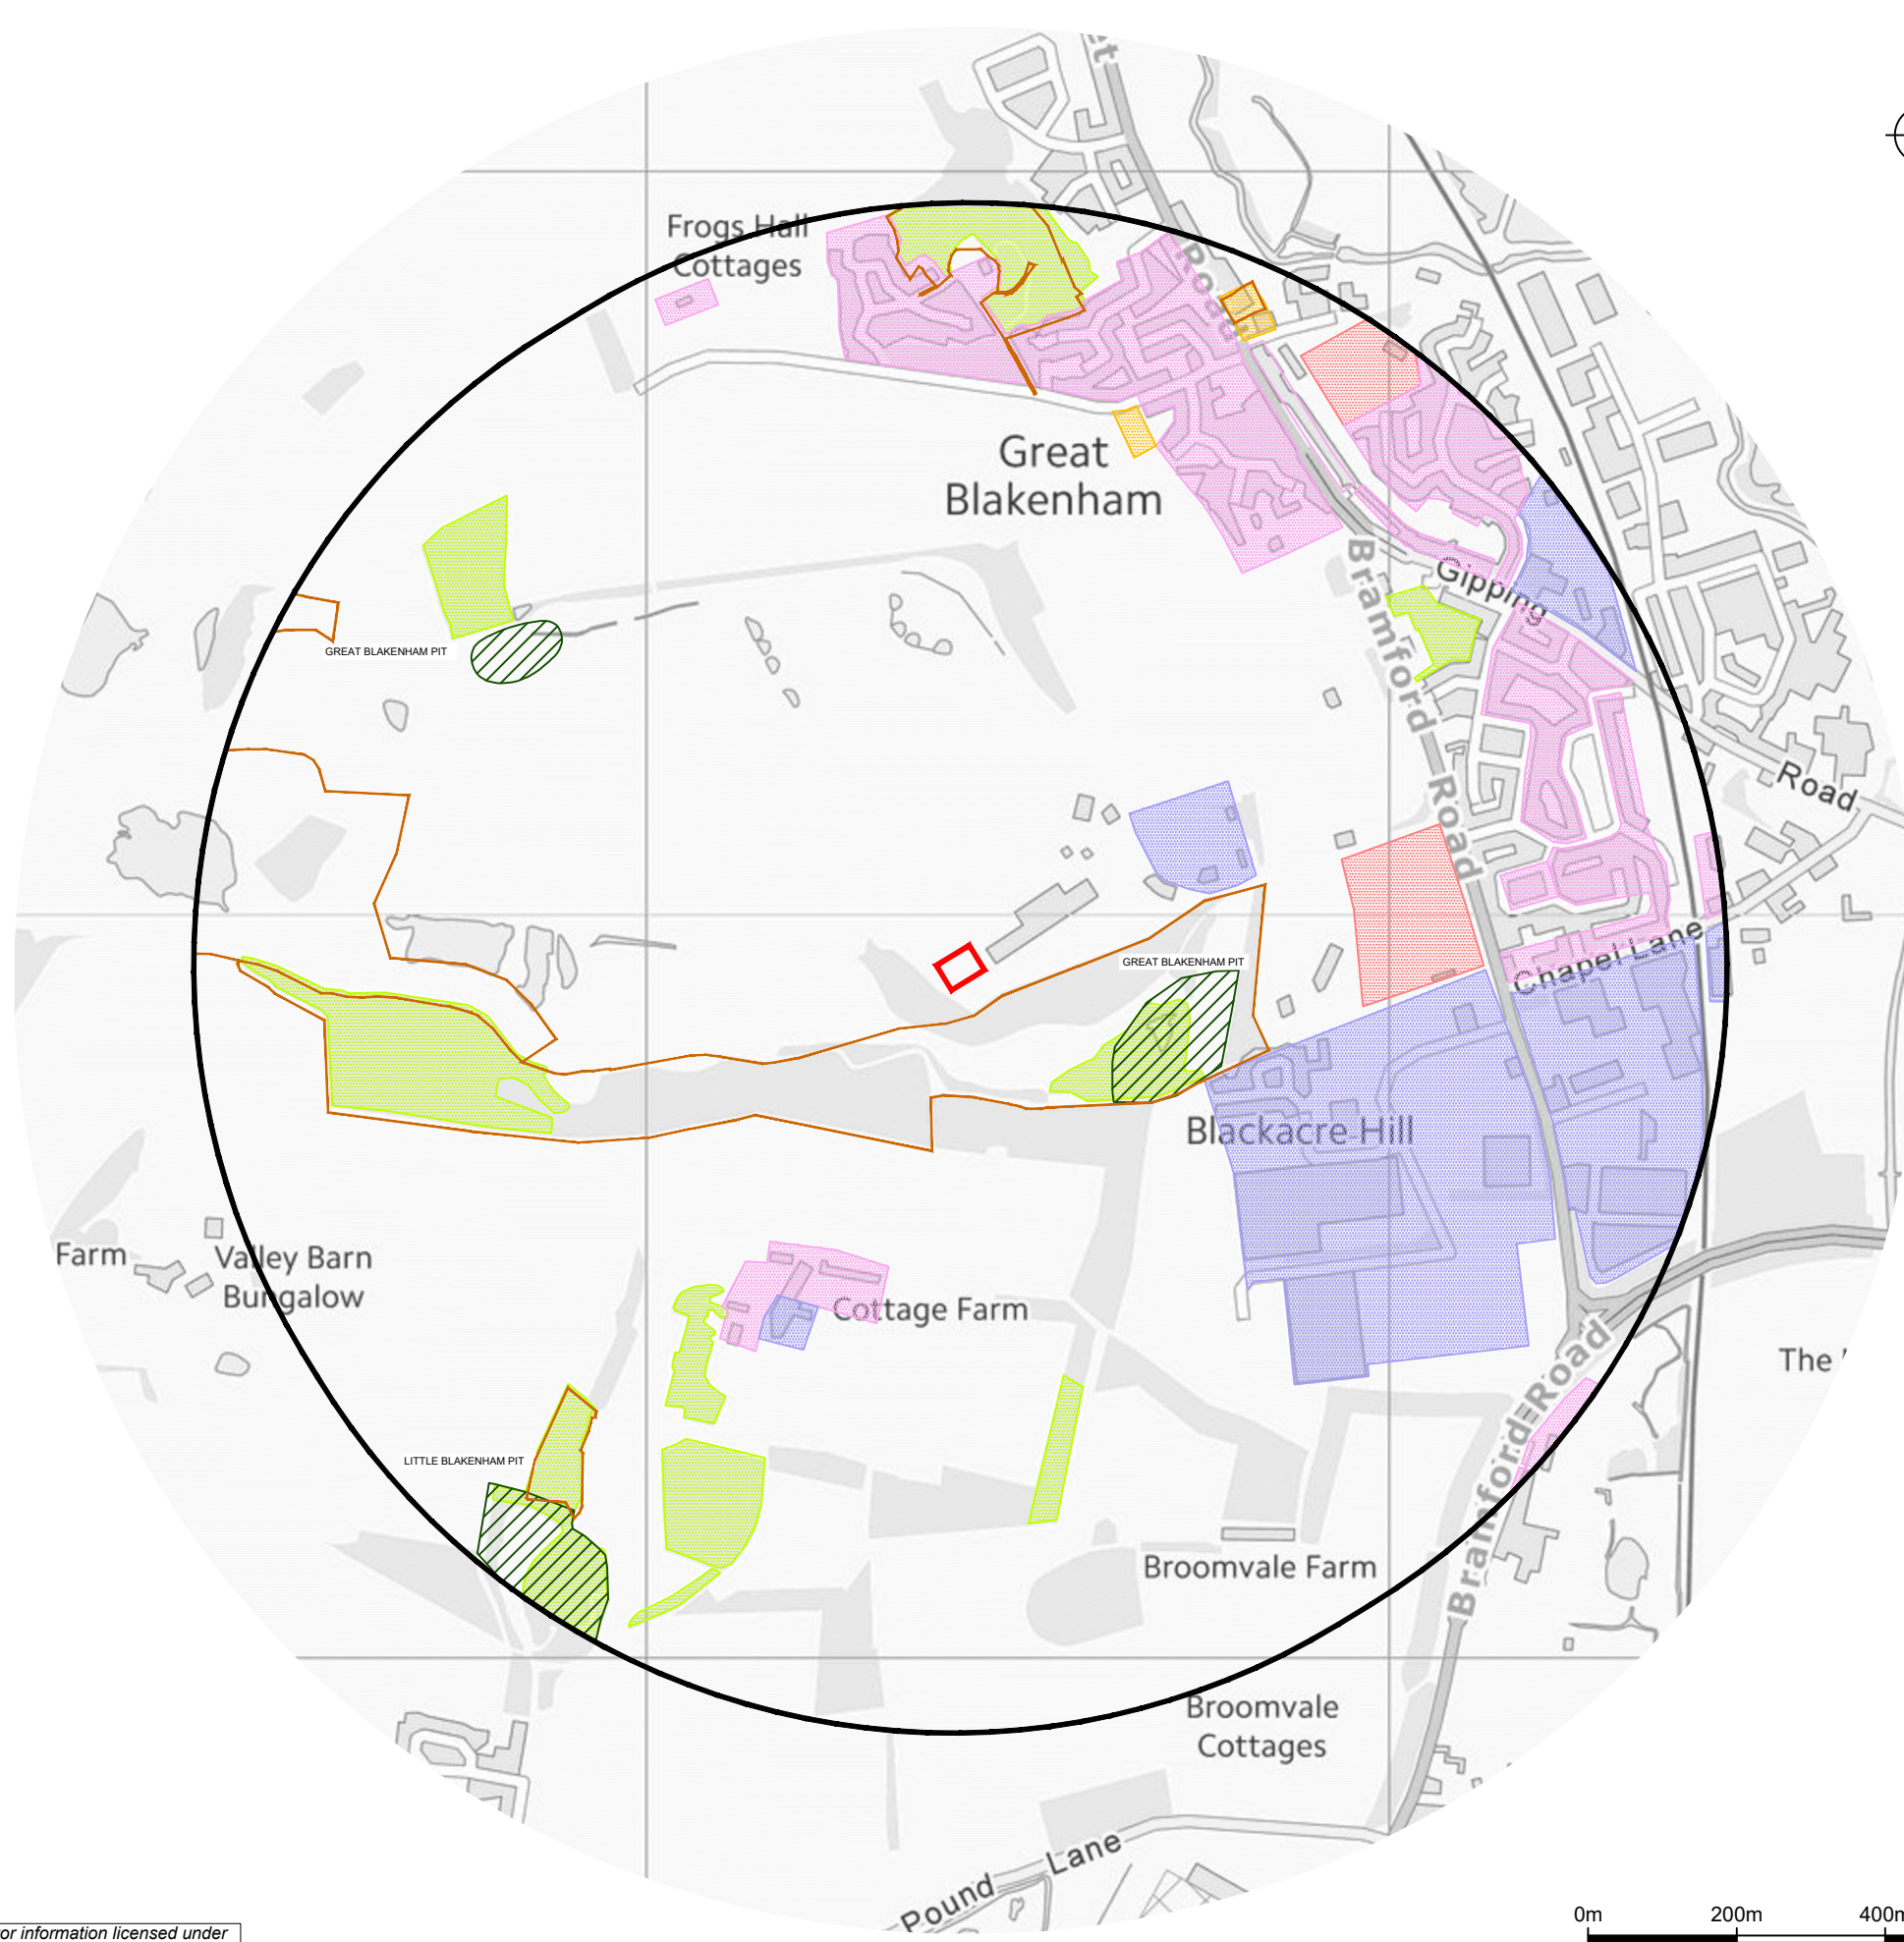 Frogs Hall
Cottages
Road
Great
Blakenham
Gipping
Bramford
Road
GREAT BLAKENHAM PIT
Road
GREAT BLAKENHAM PIT
Chapel Lane
Blackacre Hill
Farm
Valley Barn
Bungalow
Cottage Farm
The
Bramford Road
LITTLE BLAKENHAM PIT
Broomvale Farm
Broomvale
Cottages
Pound Lane
0m 200m 400m
or information licensed under